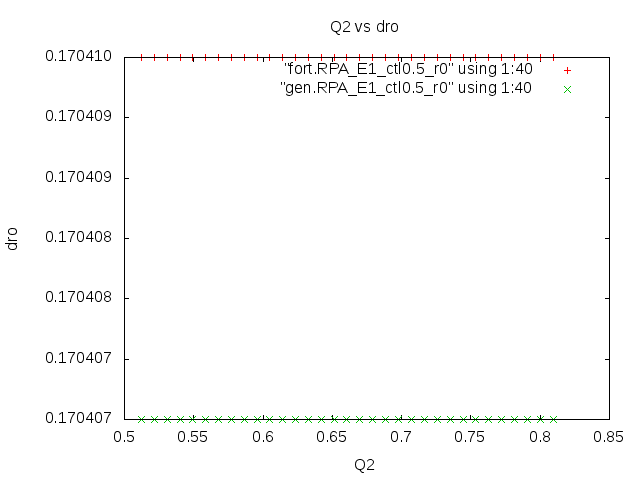 Q2 vs dro
0.170410
"fort.RPA_E1_ctl0.5_r0" using 1:40
"gen.RPA_E1_ctl0.5_r0" using 1:40
0.170409
0.170409
0.170408
dro
0.170408
0.170407
0.170407
0.5 0.55 0.6 0.65 0.7 0.75 0.8 0.85
Q2